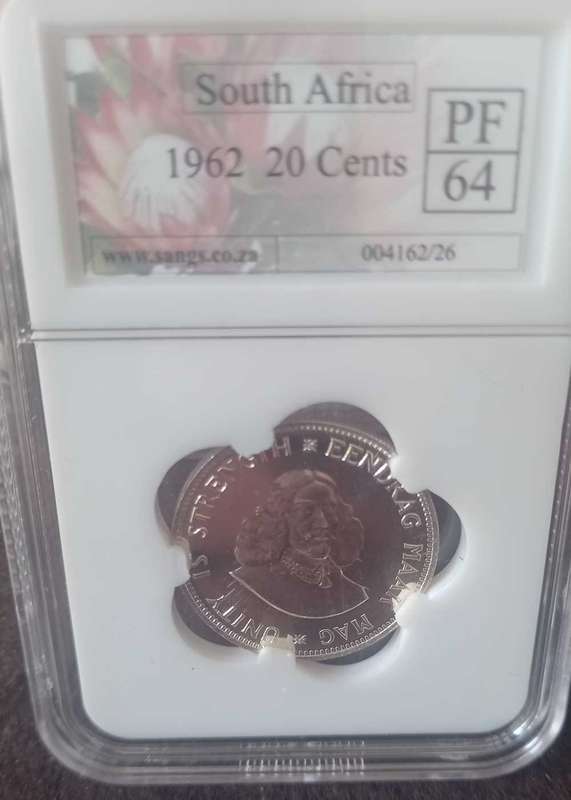 South Africa
1962 20 Cents
PF
64
www.sangs.co.za
004162/26
UNITY IS STRENGTH ※ EENDRAG MAAK MAG ※